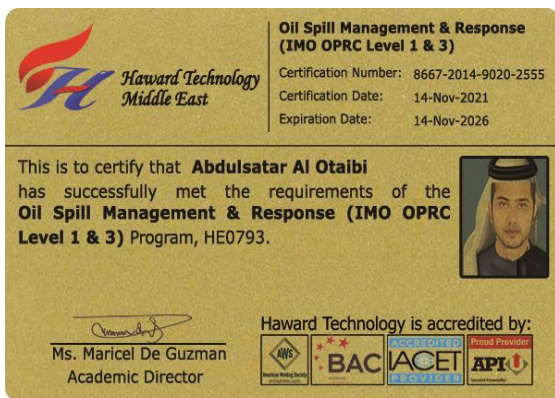 Haward Technology
Middle East
Oil Spill Management & Response
(IMO OPRC Level 1 & 3)
Certification Number: 8667-2014-9020-2555
Certification Date: 14-Nov-2021
Expiration Date: 14-Nov-2026
This is to certify that Abdulsatar Al Otaibi
has successfully met the requirements of the
Oil Spill Management & Response (IMO OPRC
Level 1 & 3) Program, HE0793.
Ms. Maricel De Guzman
Academic Director
Haward Technology is accredited by:
AWS
American Welding Society
BAC
ACCREDITED
IACET
PROVIDER
Proud Provider
API